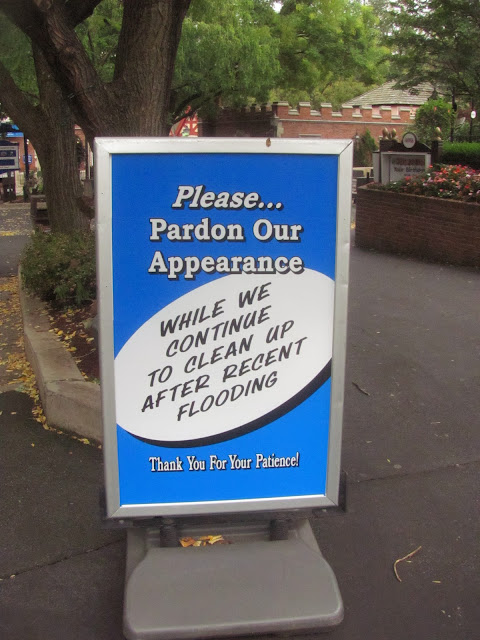 Please...
Pardon Our
Appearance
WHILE WE
CONTINUE
TO CLEAN UP
AFTER RECENT
FLOODING
Thank You For Your Patience!